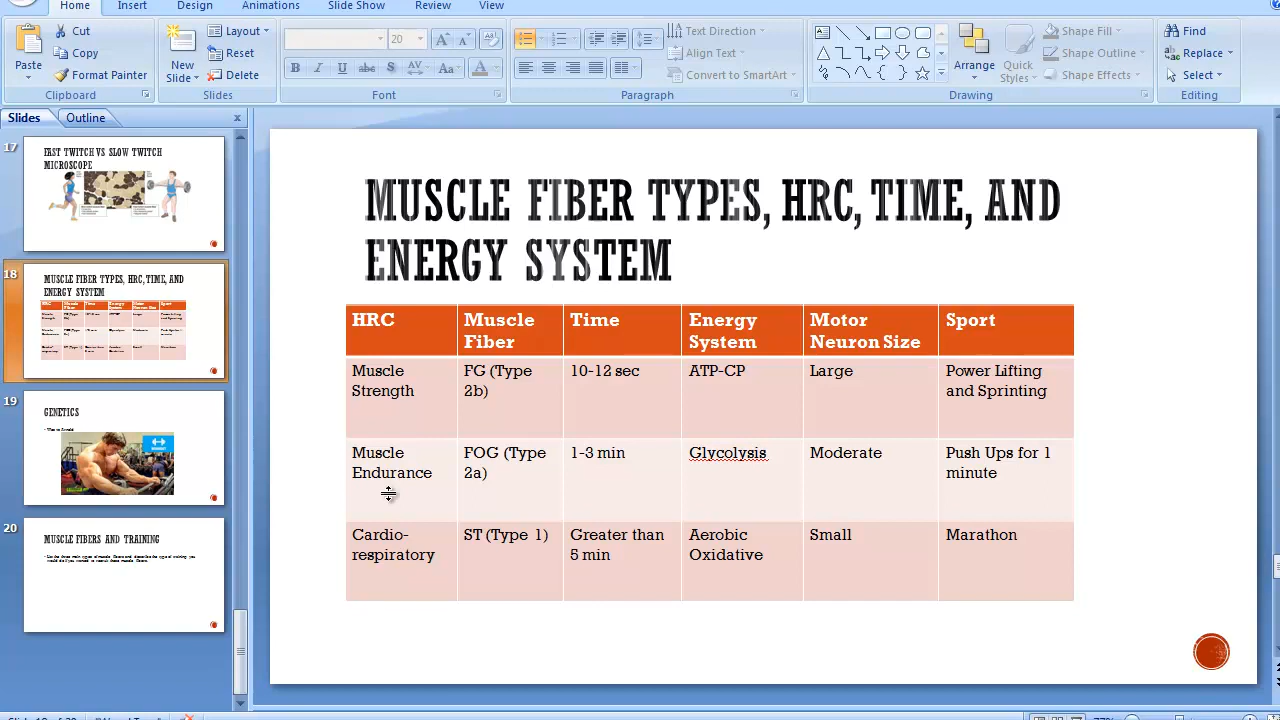 Home Insert Design Animations Slide Show Review View
Paste
Cut
Copy
Format Painter
Clipboard
New
Slide
Layout
Reset
Delete
Slides
20
B I U abc S AV Aa A
Font
Text Direction
Align Text
Convert to SmartArt
Paragraph
Arrange
Quick
Styles
Shape Fill
Shape Outline
Shape Effects
Drawing
Find
Replace
Select
Editing
Slides Outline
17
FAST TWITCH VS SLOW TWITCH
MICROSCOPE
18
MUSCLE FIBER TYPES, HRC, TIME, AND
ENERGY SYSTEM
19
GENETICS
20
MUSCLE FIBERS AND TRAINING
MUSCLE FIBER TYPES, HRC, TIME, AND
ENERGY SYSTEM
HRC Muscle Fiber Time Energy System Motor Neuron Size Sport
Muscle Strength FG (Type 2b) 10-12 sec ATP-CP Large Power Lifting and Sprinting
Muscle Endurance FOG (Type 2a) 1-3 min Glycolysis Moderate Push Ups for 1 minute
Cardio-respiratory ST (Type 1) Greater than 5 min Aerobic Oxidative Small Marathon